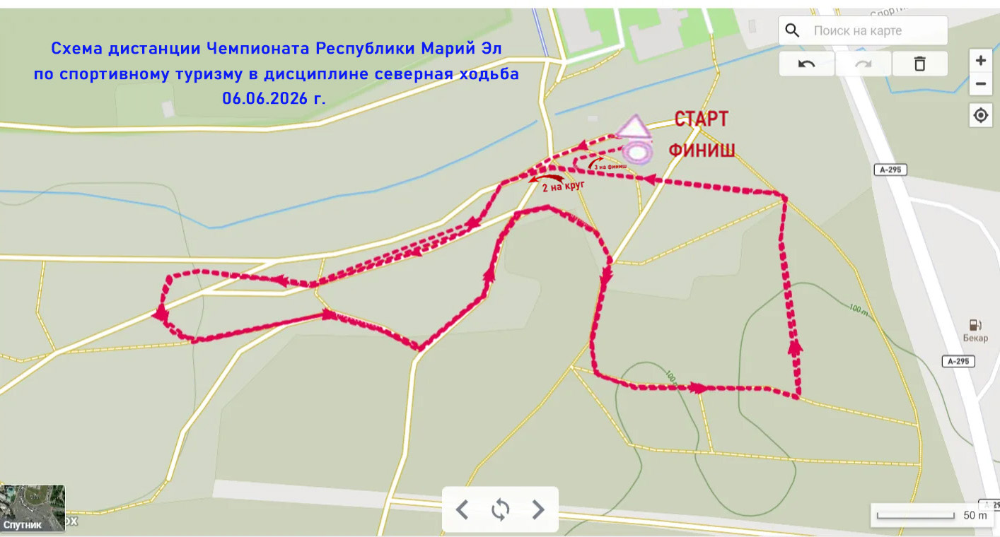 Схема дистанции Чемпионата Республики Марий Эл
по спортивному туризму в дисциплине северная ходьба
06.06.2026 г.
Поиск на карте
СТАРТ
ФИНИШ
3 на финиш
2 на круг
А-295
100 m
Бекар
А-295
100 m
Спутник
50 m